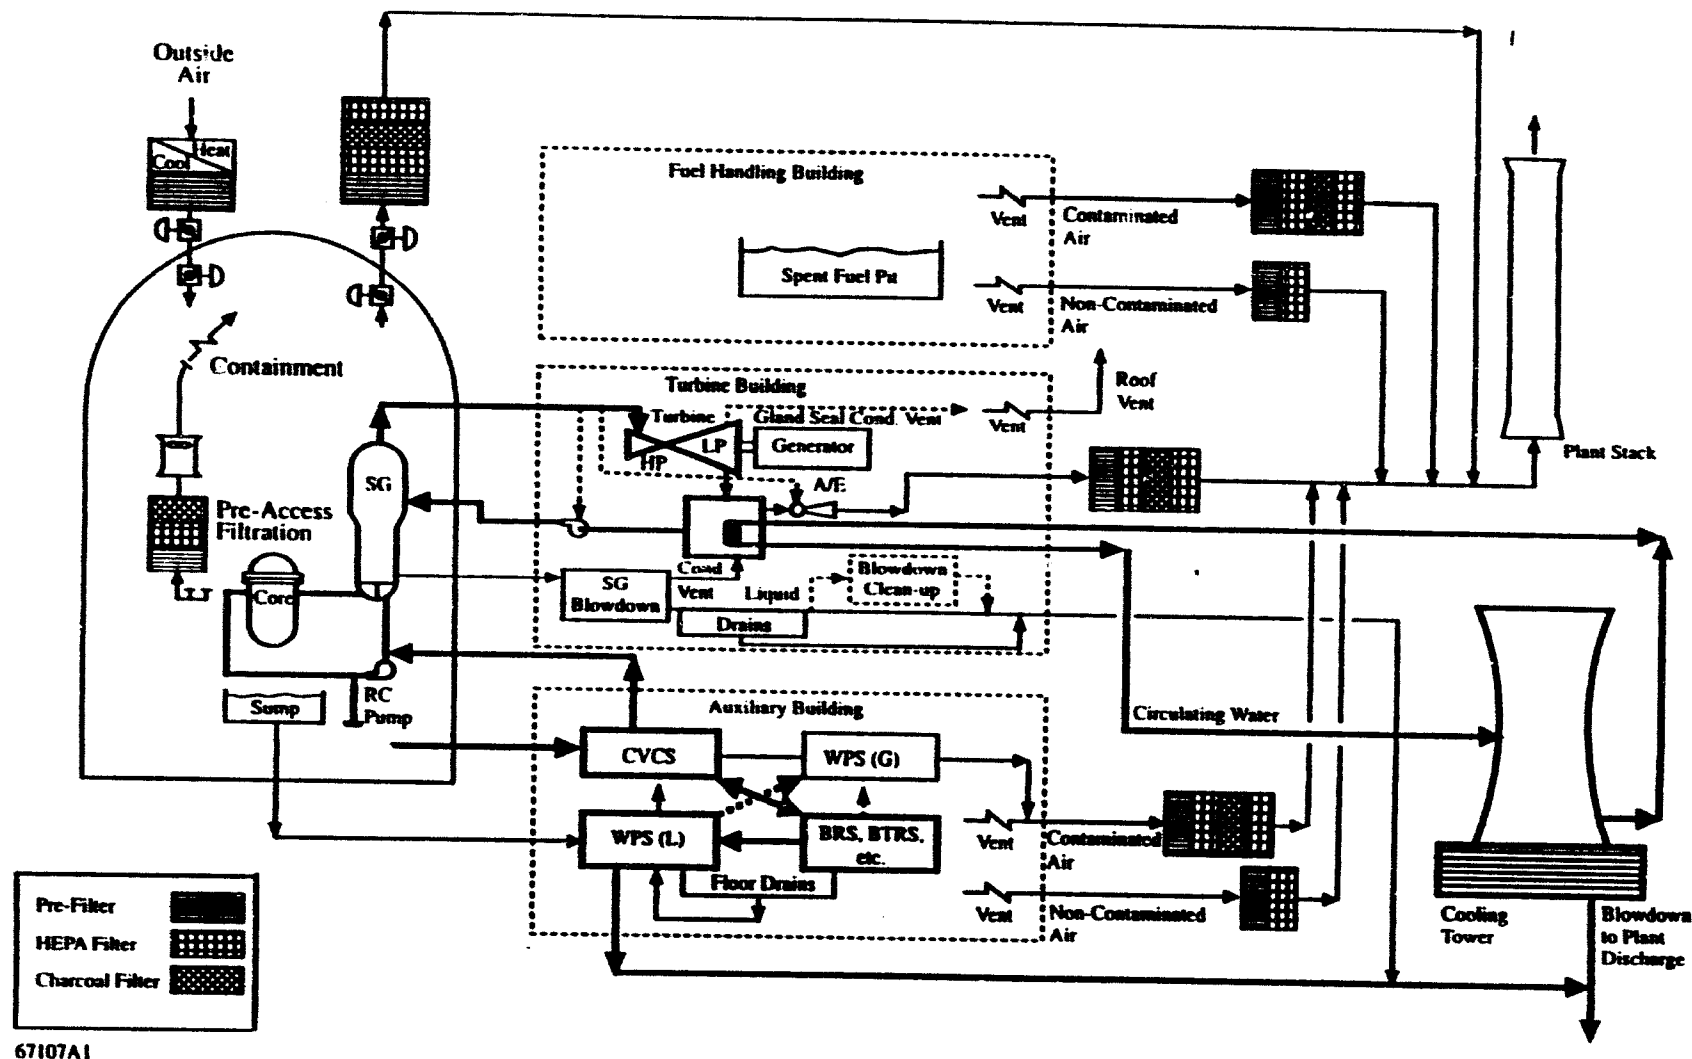 Outside
Air
Heat
Cool
Containment
Pre-Access
Filtration
SG
Core
Sump
RC
Pump
Fuel Handling Building
Spent Fuel Pit
Vent
Contaminated
Air
Vent
Non-Contaminated
Air
Turbine Building
Turbine
Gland Seal Cond. Vent
LP
HP
Generator
A/E
Vent
Roof
Vent
Plant Stack
SG
Blowdown
Cond
Vent
Liquid
Blowdown
Clean-up
Drains
Auxiliary Building
CVCS
WPS (G)
WPS (L)
BRS, BTRS,
etc.
Floor Drains
Vent
Contaminated
Air
Vent
Non-Contaminated
Air
Circulating Water
Cooling
Tower
Blowdown
to Plant
Discharge
Pre-Filter
HEPA Filter
Charcoal Filter
67107A1